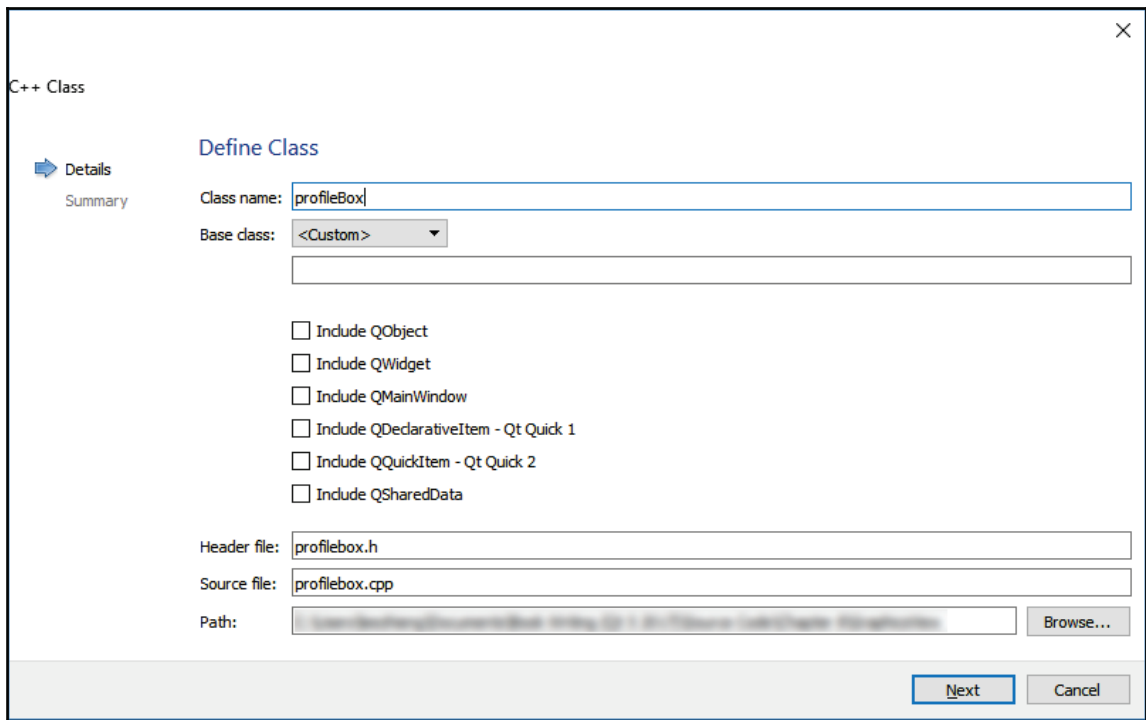 C++ Class
Define Class
Details
Summary
Class name: profileBox
Base class: <Custom>
Include QObject
Include QWidget
Include QMainWindow
Include QDeclarativeItem - Qt Quick 1
Include QQuickItem - Qt Quick 2
Include QSharedData
Header file: profilebox.h
Source file: profilebox.cpp
Path: Browse...
Next Cancel